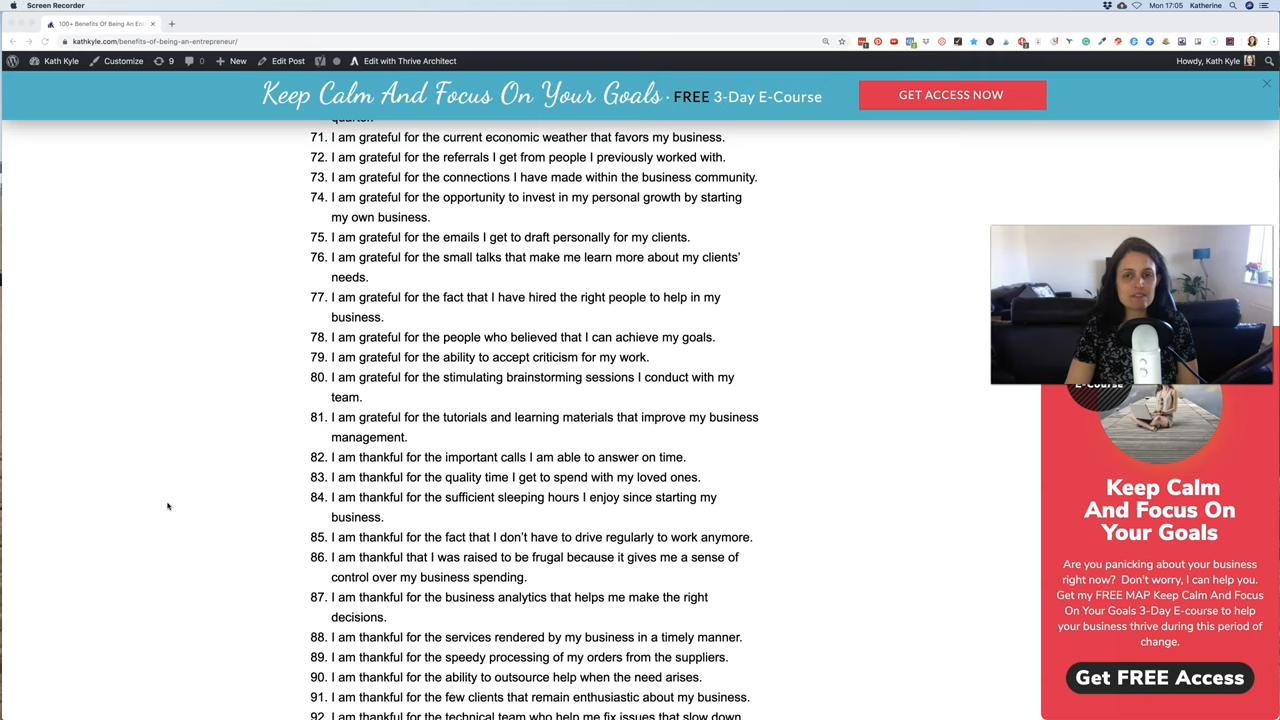 Screen Recorder
Mon 17:05
Katherine
100+ Benefits Of Being An Ent
kathkyle.com/benefits-of-being-an-entrepreneur/
Kath Kyle
Customize
9
0
New
Edit Post
Edit with Thrive Architect
Howdy, Kath Kyle
Keep Calm And Focus On Your Goals · FREE 3-Day E-Course
GET ACCESS NOW
quarter.
71. I am grateful for the current economic weather that favors my business.
72. I am grateful for the referrals I get from people I previously worked with.
73. I am grateful for the connections I have made within the business community.
74. I am grateful for the opportunity to invest in my personal growth by starting
my own business.
75. I am grateful for the emails I get to draft personally for my clients.
76. I am grateful for the small talks that make me learn more about my clients'
needs.
77. I am grateful for the fact that I have hired the right people to help in my
business.
78. I am grateful for the people who believed that I can achieve my goals.
79. I am grateful for the ability to accept criticism for my work.
80. I am grateful for the stimulating brainstorming sessions I conduct with my
team.
81. I am grateful for the tutorials and learning materials that improve my business
management.
82. I am thankful for the important calls I am able to answer on time.
83. I am thankful for the quality time I get to spend with my loved ones.
84. I am thankful for the sufficient sleeping hours I enjoy since starting my
business.
85. I am thankful for the fact that I don't have to drive regularly to work anymore.
86. I am thankful that I was raised to be frugal because it gives me a sense of
control over my business spending.
87. I am thankful for the business analytics that helps me make the right
decisions.
88. I am thankful for the services rendered by my business in a timely manner.
89. I am thankful for the speedy processing of my orders from the suppliers.
90. I am thankful for the ability to outsource help when the need arises.
91. I am thankful for the few clients that remain enthusiastic about my business.
92. I am thankful for the technical team who help me fix issues that slow down
E-Course
Keep Calm
And Focus On
Your Goals
Are you panicking about your business
right now? Don't worry, I can help you.
Get my FREE MAP Keep Calm And Focus
On Your Goals 3-Day E-course to help
your business thrive during this period of
change.
Get FREE Access